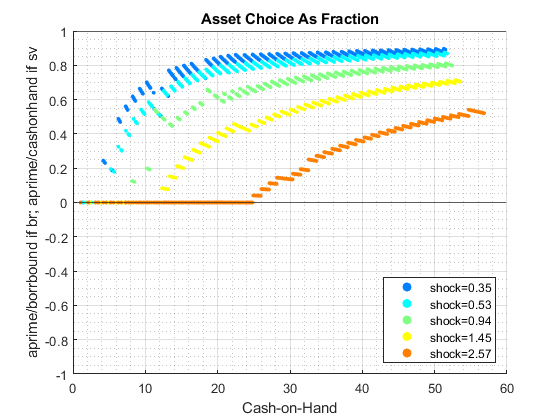 Asset Choice As Fraction
aprime/borrbound if br; aprime/cashonhand if sv
1
0.8
0.6
0.4
0.2
0
-0.2
-0.4
-0.6
-0.8
-1
shock=0.35
shock=0.53
shock=0.94
shock=1.45
shock=2.57
0 10 20 30 40 50 60
Cash-on-Hand